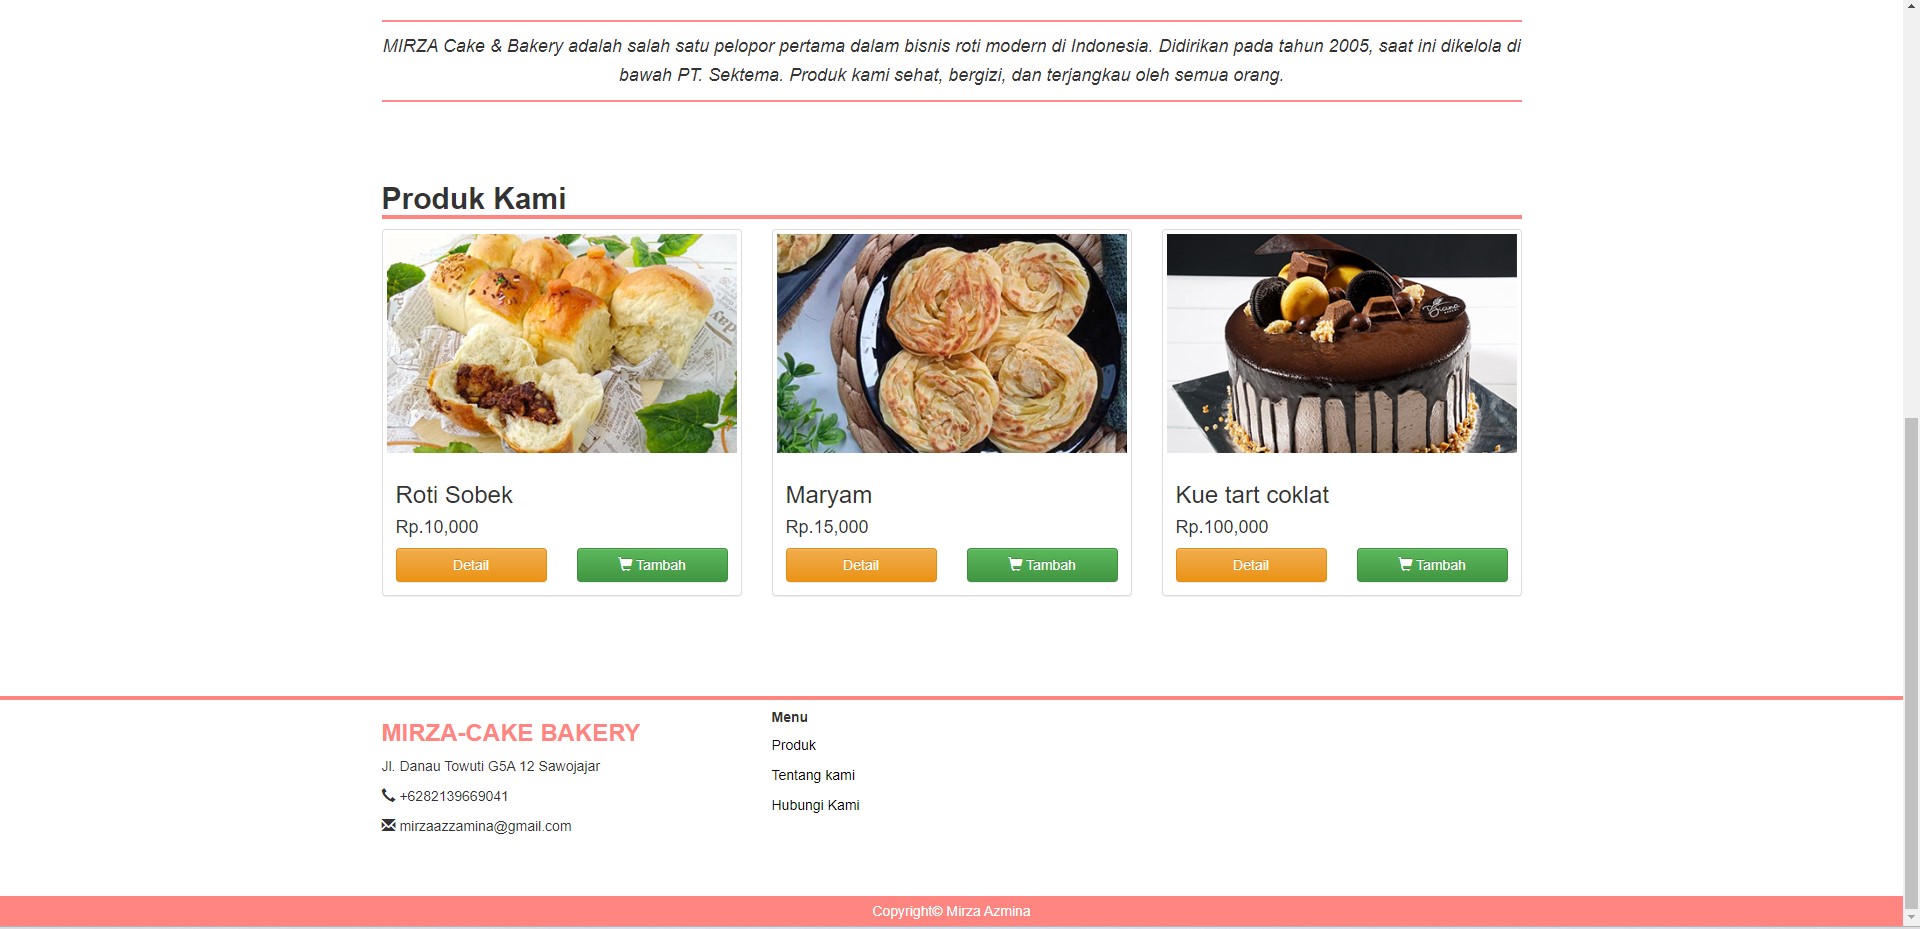 MIRZA Cake & Bakery adalah salah satu pelopor pertama dalam bisnis roti modern di Indonesia. Didirikan pada tahun 2005, saat ini dikelola di
bawah PT. Sektema. Produk kami sehat, bergizi, dan terjangkau oleh semua orang.
Produk Kami
Roti Sobek
Rp.10,000
Detail
Tambah
Maryam
Rp.15,000
Detail
Tambah
Kue tart coklat
Rp.100,000
Detail
Tambah
MIRZA-CAKE BAKERY
Jl. Danau Towuti G5A 12 Sawojajar
+6282139669041
mirzaazzamina@gmail.com
Menu
Produk
Tentang kami
Hubungi Kami
Copyright© Mirza Azmina